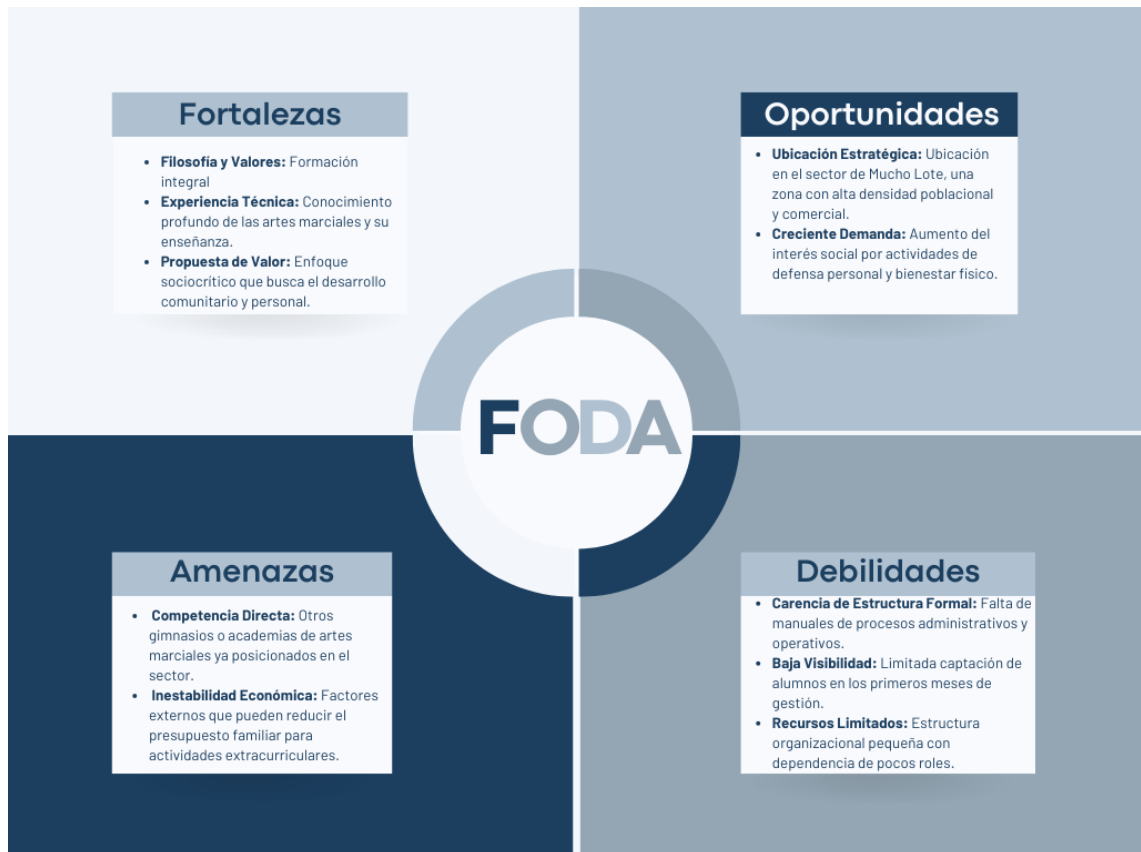 Fortalezas
• Filosofía y Valores: Formación
integral
• Experiencia Técnica: Conocimiento
profundo de las artes marciales y su
enseñanza.
• Propuesta de Valor: Enfoque
sociocrítico que busca el desarrollo
comunitario y personal.
Oportunidades
• Ubicación Estratégica: Ubicación
en el sector de Mucho Lote, una
zona con alta densidad poblacional
y comercial.
• Creciente Demanda: Aumento del
interés social por actividades de
defensa personal y bienestar físico.
FODA
Amenazas
• Competencia Directa: Otros
gimnasios o academias de artes
marciales ya posicionados en el
sector.
• Inestabilidad Económica: Factores
externos que pueden reducir el
presupuesto familiar para
actividades extracurriculares.
Debilidades
• Carencia de Estructura Formal: Falta de
manuales de procesos administrativos y
operativos.
• Baja Visibilidad: Limitada captación de
alumnos en los primeros meses de
gestión.
• Recursos Limitados: Estructura
organizacional pequeña con
dependencia de pocos roles.